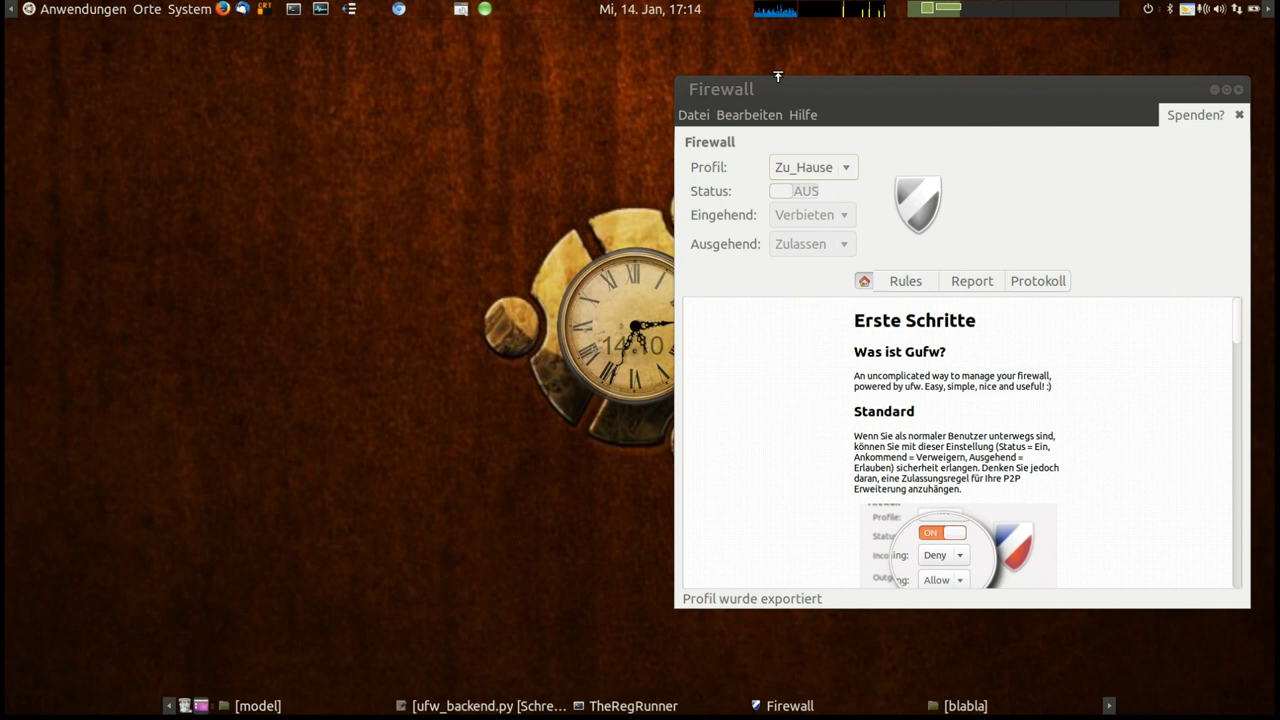 Anwendungen Orte System
CRT
Mi, 14. Jan, 17:14
Firewall
Datei Bearbeiten Hilfe
Spenden?
Firewall
Profil: Zu_Hause
Status: AUS
Eingehend: Verbieten
Ausgehend: Zulassen
Rules Report Protokoll
Erste Schritte
Was ist Gufw?
An uncomplicated way to manage your firewall,
powered by ufw. Easy, simple, nice and useful! :)
Standard
Wenn Sie als normaler Benutzer unterwegs sind,
können Sie mit dieser Einstellung (Status = Ein,
Ankommend = Verweigern, Ausgehend =
Erlauben) sicherheit erlangen. Denken Sie jedoch
daran, eine Zulassungsregel für Ihre P2P
Erweiterung anzuhängen.
Profile:
ON
Deny
Allow
Profil wurde exportiert
[model] [ufw_backend.py [Schre... TheRegRunner Firewall [blabla]